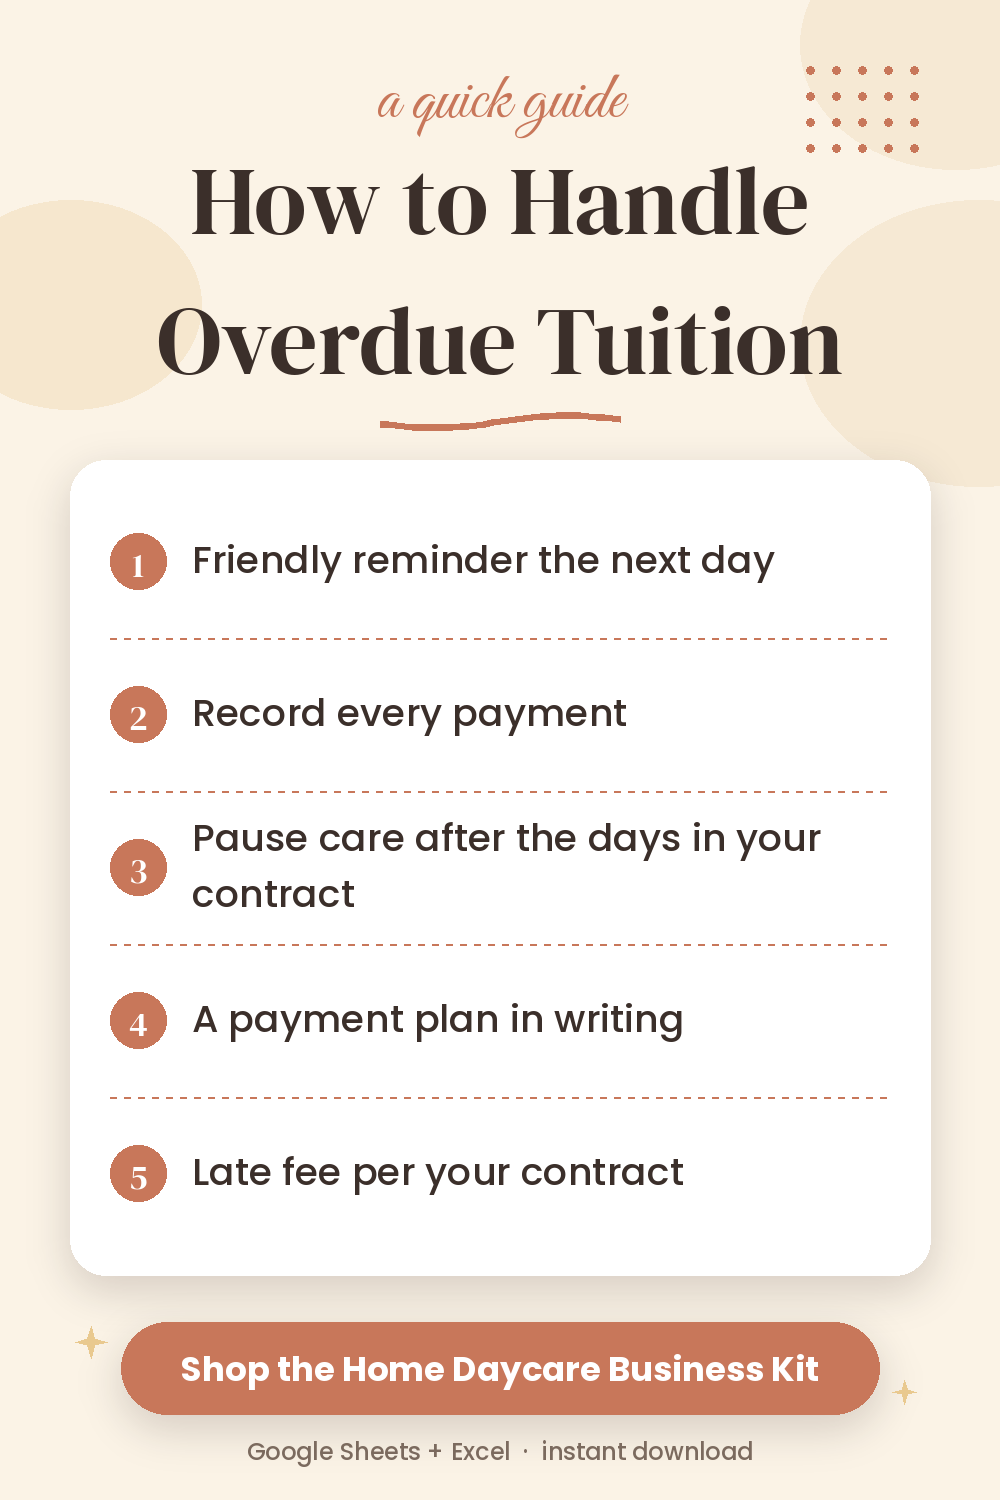 a quick guide
How to Handle
Overdue Tuition
1 Friendly reminder the next day
2 Record every payment
3 Pause care after the days in your
contract
4 A payment plan in writing
5 Late fee per your contract
Shop the Home Daycare Business Kit
Google Sheets + Excel · instant download